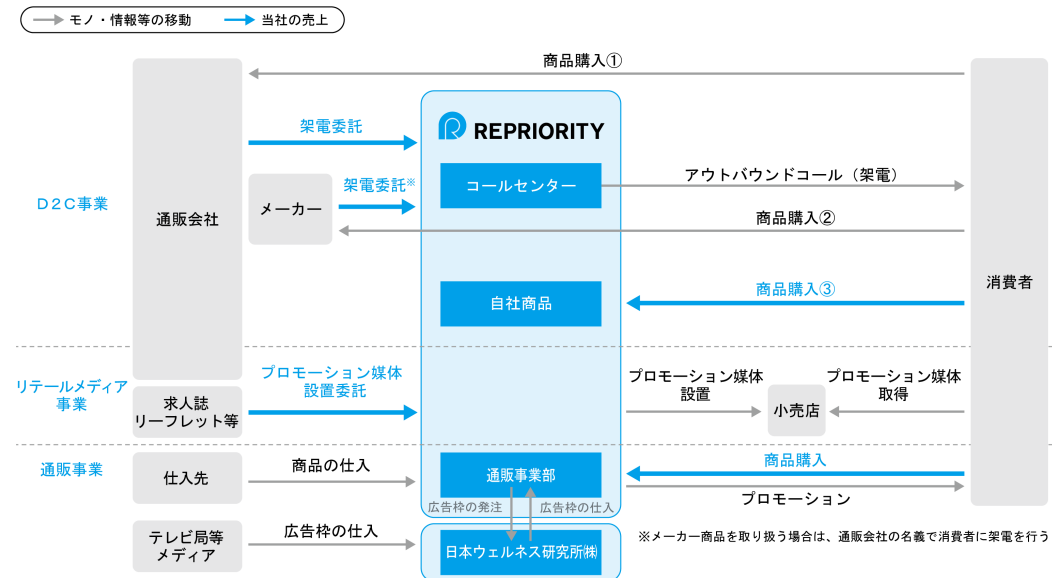 モノ・情報等の移動
当社の売上
商品購入①
REPRIORITY
架電委託
コールセンター
アウトバウンドコール（架電）
架電委託※
メーカー
D2C事業
通販会社
商品購入②
消費者
自社商品
商品購入③
リテールメディア
事業
プロモーション媒体
設置委託
求人誌
リーフレット等
プロモーション媒体
設置
小売店
プロモーション媒体
取得
通販事業
仕入先
商品の仕入
通販事業部
商品購入
プロモーション
広告枠の発注
広告枠の仕入
テレビ局等
メディア
広告枠の仕入
日本ウェルネス研究所㈱
※メーカー商品を取り扱う場合は、通販会社の名義で消費者に架電を行う